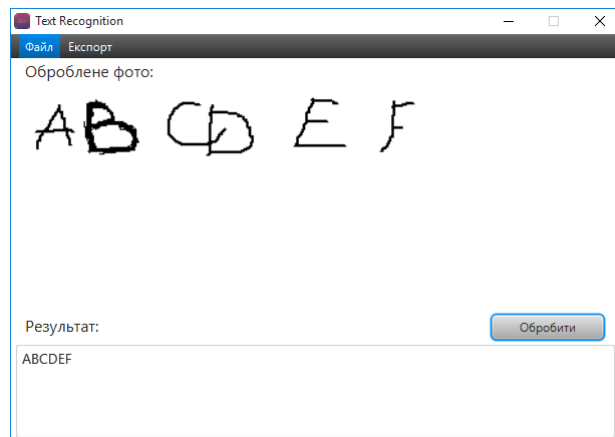 Text Recognition
Файл Експорт
Оброблене фото:
A B C D E F
Результат:
Обробити
ABCDEF